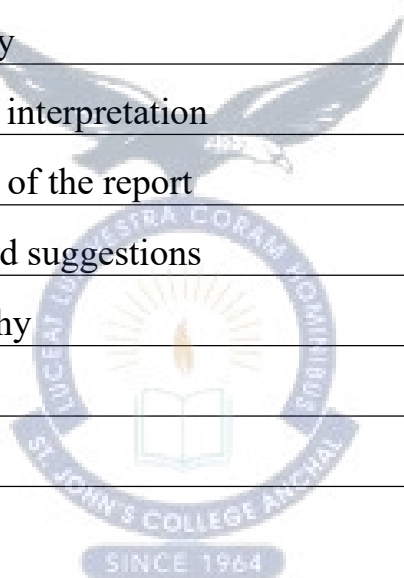 y
interpretation
of the report
d suggestions
hy
LUCEAT LUX VESTRA CORAM HOMINIBUS
ST. JOHN'S COLLEGE ANCHAL
SINCE 1964